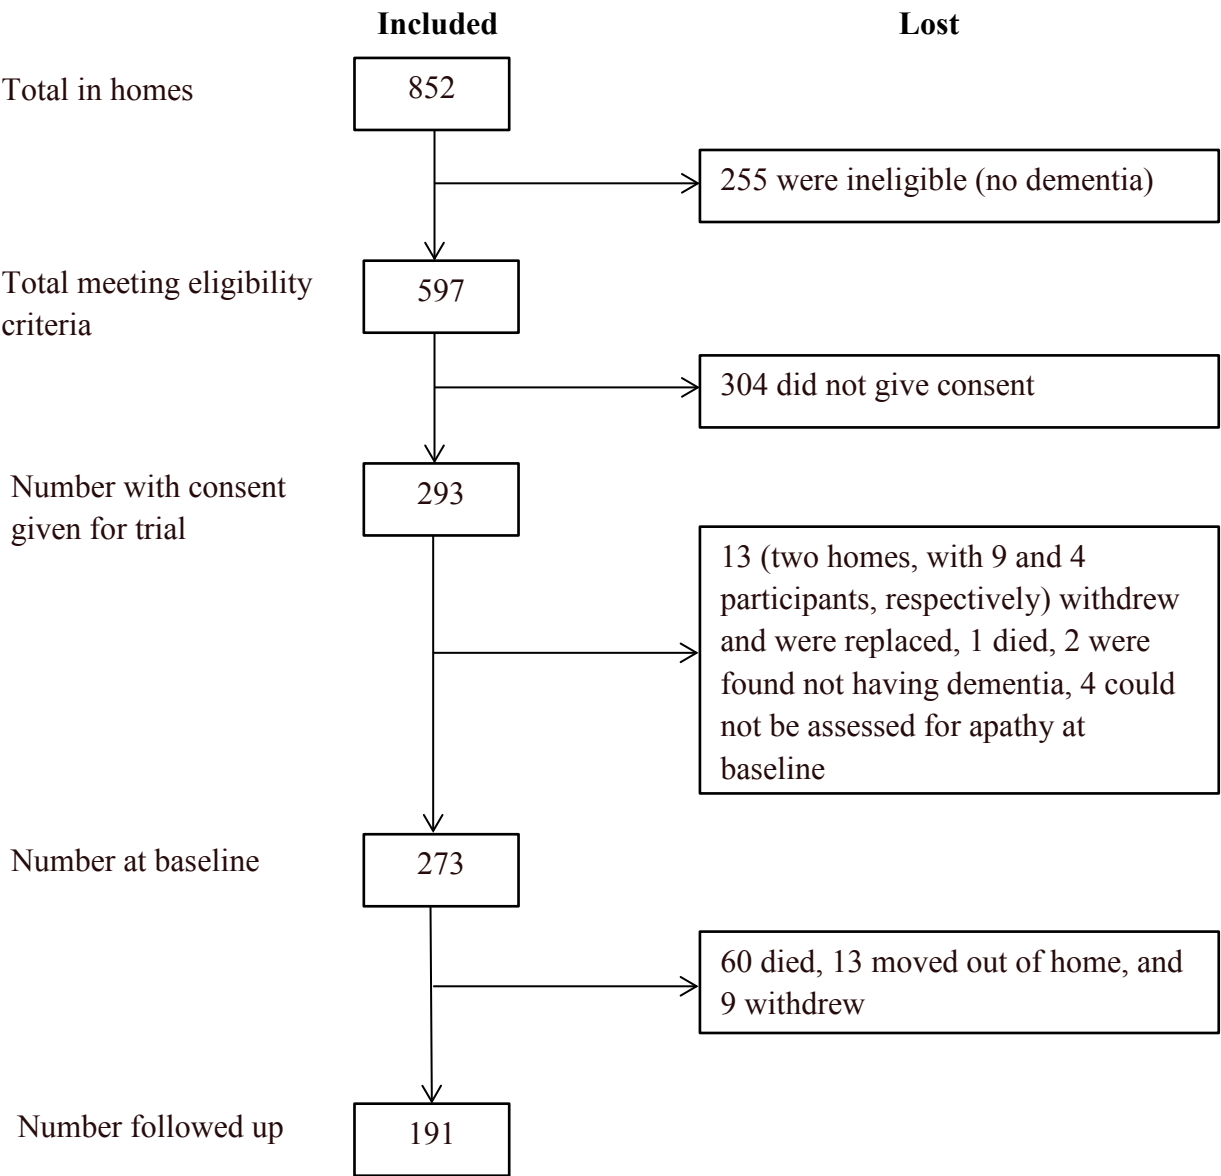 Included
Lost
Total in homes
852
255 were ineligible (no dementia)
Total meeting eligibility
criteria
597
304 did not give consent
Number with consent
given for trial
293
13 (two homes, with 9 and 4
participants, respectively) withdrew
and were replaced, 1 died, 2 were
found not having dementia, 4 could
not be assessed for apathy at
baseline
Number at baseline
273
60 died, 13 moved out of home, and
9 withdrew
Number followed up
191